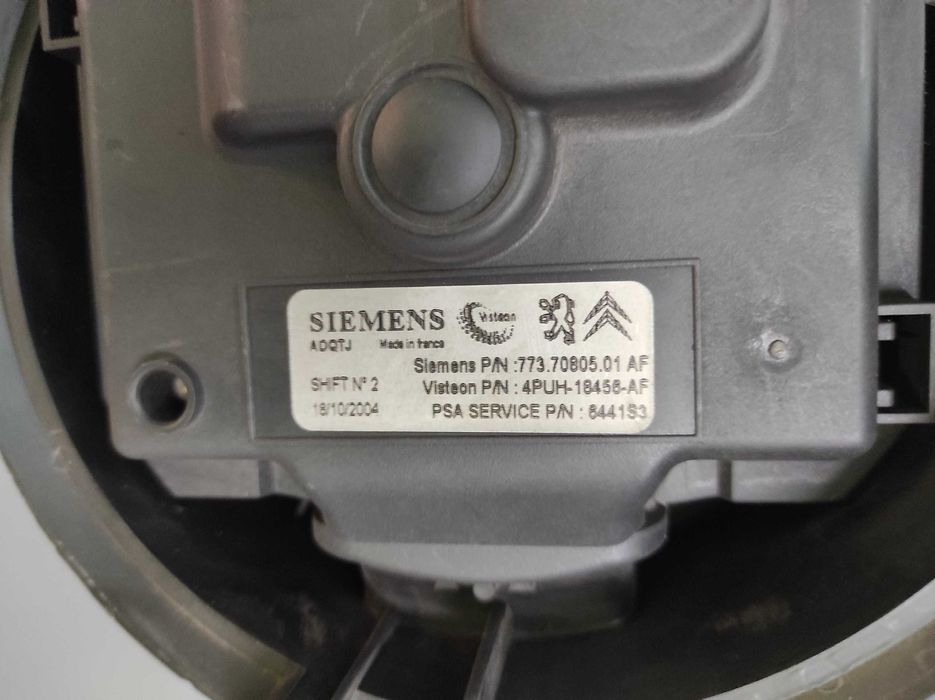 SIEMENS Visteon
ADQTJ Made in france
Siemens P/N :773.70805.01 AF
SHIFT N° 2 Visteon P/N : 4PUH-18456-AF
18/10/2004 PSA SERVICE P/N : 6441S3